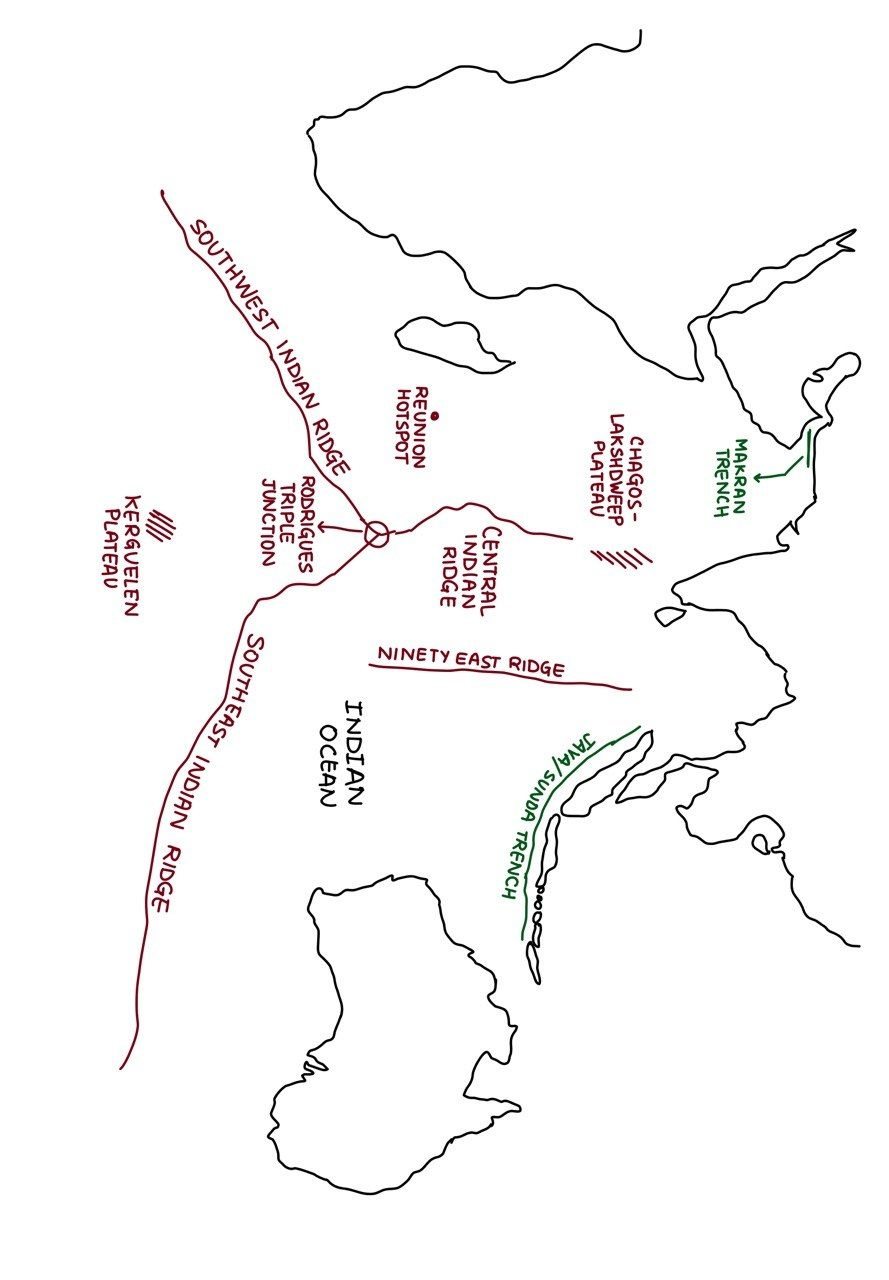 MAKRAN
TRENCH
CHAGOS-
LAKSHDWEEP
PLATEAU
REUNION
HOTSPOT
CENTRAL
INDIAN
RIDGE
NINETY EAST RIDGE
JAVA/SUNDA TRENCH
SOUTHWEST INDIAN RIDGE
RODRIGUES
TRIPLE
JUNCTION
INDIAN
OCEAN
SOUTHEAST INDIAN RIDGE
KERGUELEN
PLATEAU